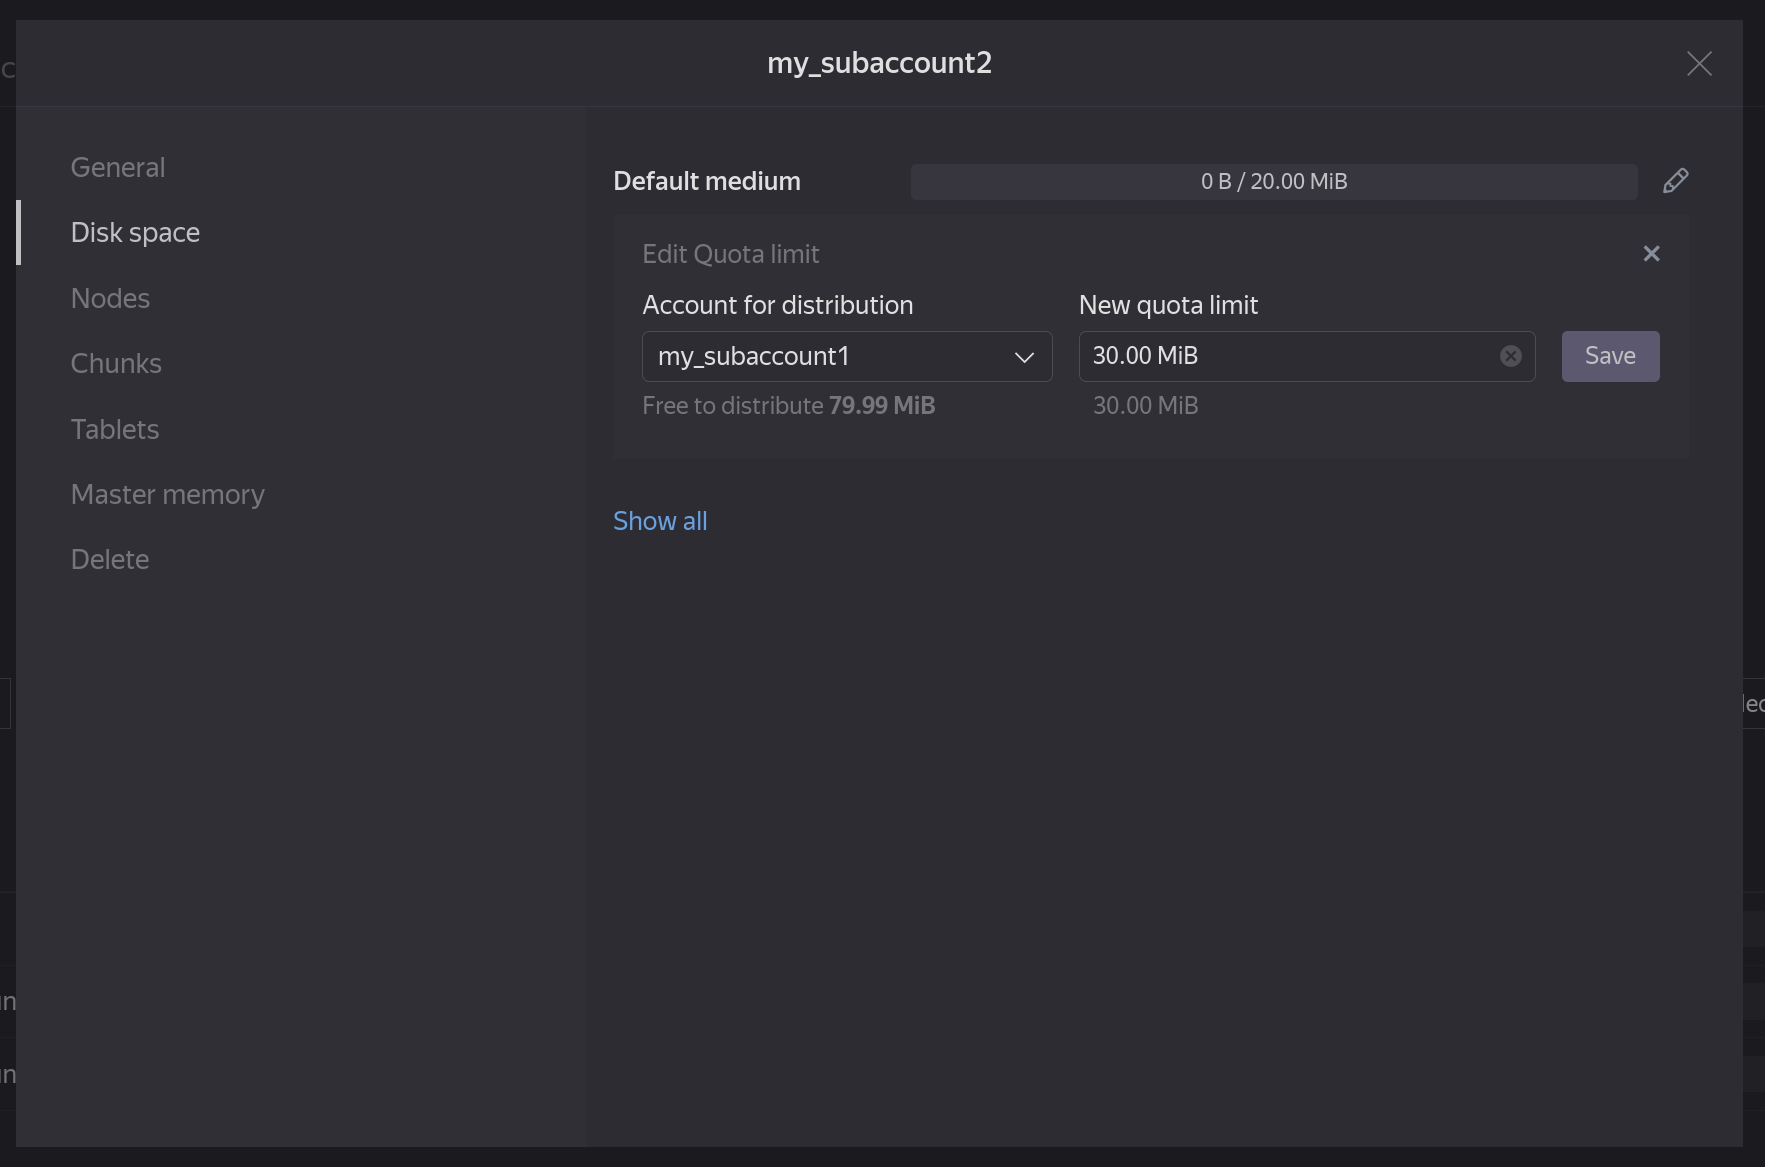 my_subaccount2
General
Disk space
Nodes
Chunks
Tablets
Master memory
Delete
Default medium
0 B / 20.00 MiB
Edit Quota limit
Account for distribution
New quota limit
my_subaccount1
30.00 MiB
Save
Free to distribute 79.99 MiB
30.00 MiB
Show all